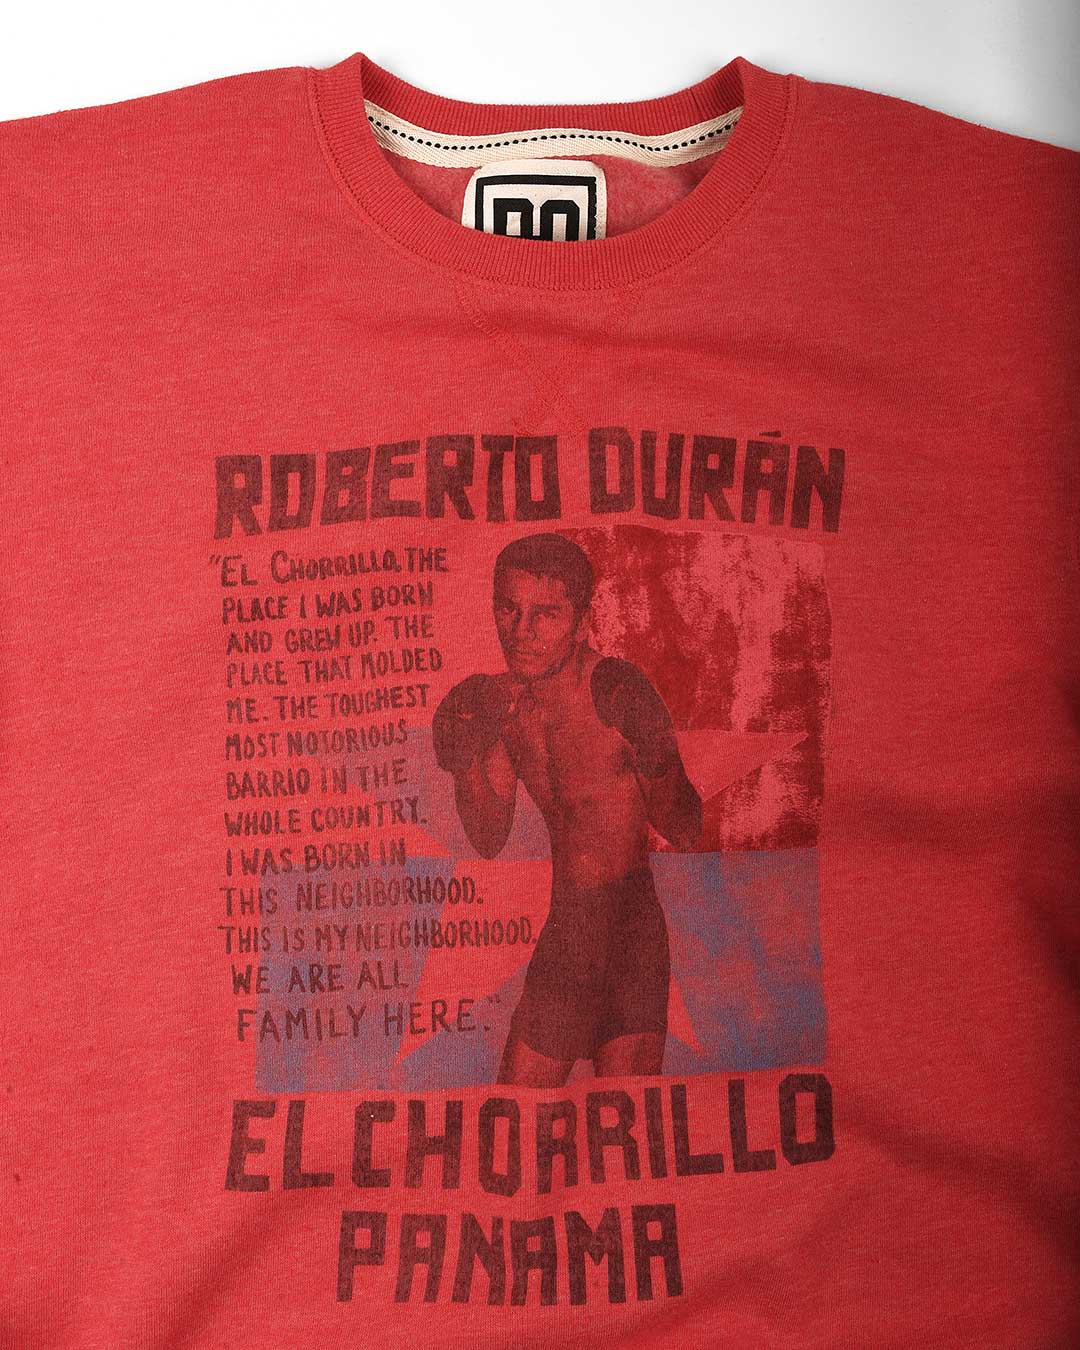 ROBERTO DURÁN
"EL CHORRILLO, THE
PLACE I WAS BORN
AND GREW UP. THE
PLACE THAT MOLDED
ME. THE TOUGHEST
MOST NOTORIOUS
BARRIO IN THE
WHOLE COUNTRY.
I WAS BORN IN
THIS NEIGHBORHOOD.
THIS IS MY NEIGHBORHOOD.
WE ARE ALL
FAMILY HERE."
EL CHORRILLO
PANAMA